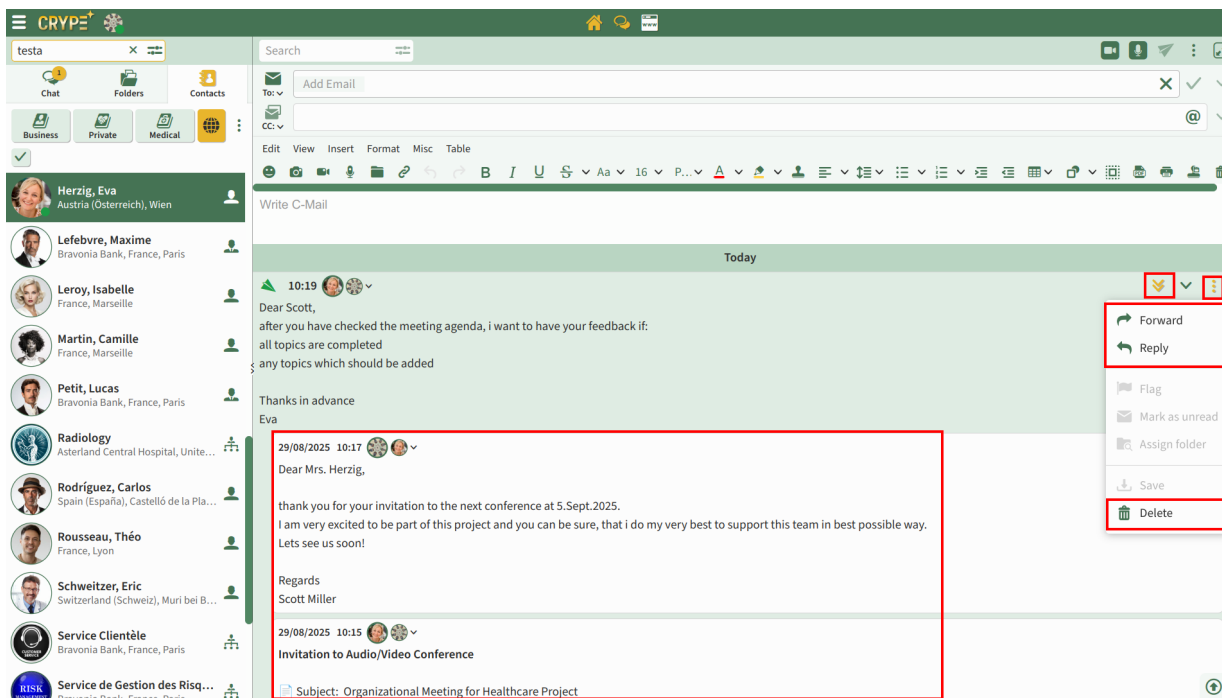 CRYPE+
testa
Search
1
Chat Folders Contacts
To:
Add Email
CC:
@
Business Private Medical
Edit View Insert Format Misc Table
B I U S Aa 16 P... A
Write C-Mail
Herzig, Eva
Austria (Österreich), Wien
Lefebvre, Maxime
Bravonia Bank, France, Paris
Leroy, Isabelle
France, Marseille
Martin, Camille
France, Marseille
Petit, Lucas
Bravonia Bank, France, Paris
Radiology
Asterland Central Hospital, Unite...
Rodríguez, Carlos
Spain (España), Castelló de la Pla...
Rousseau, Théo
France, Lyon
Schweitzer, Eric
Switzerland (Schweiz), Muri bei B...
Service Clientèle
Bravonia Bank, France, Paris
RISK
Service de Gestion des Risq...
Bravonia Bank, France, Paris
Today
10:19
Dear Scott,
after you have checked the meeting agenda, i want to have your feedback if:
all topics are completed
any topics which should be added
Thanks in advance
Eva
29/08/2025 10:17
Dear Mrs. Herzig,
thank you for your invitation to the next conference at 5.Sept.2025.
I am very excited to be part of this project and you can be sure, that i do my very best to support this team in best possible way.
Lets see us soon!
Regards
Scott Miller
29/08/2025 10:15
Invitation to Audio/Video Conference
Subject: Organizational Meeting for Healthcare Project
Forward
Reply
Flag
Mark as unread
Assign folder
Save
Delete